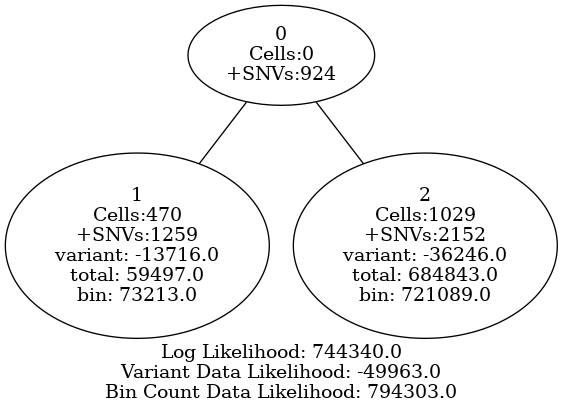 0
Cells:0
+SNVs:924
1
Cells:470
+SNVs:1259
variant: -13716.0
total: 59497.0
bin: 73213.0
2
Cells:1029
+SNVs:2152
variant: -36246.0
total: 684843.0
bin: 721089.0
Log Likelihood: 744340.0
Variant Data Likelihood: -49963.0
Bin Count Data Likelihood: 794303.0